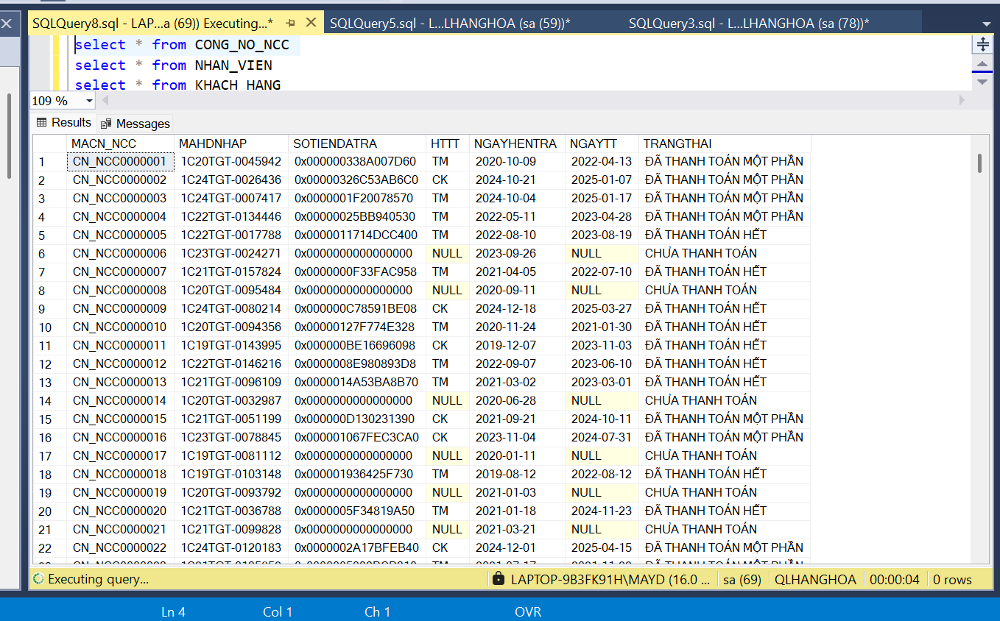 SQLQuery8.sql - LAP...a (69)) Executing...* SQLQuery5.sql - L...LHANGHOA (sa (59))* SQLQuery3.sql - L...LHANGHOA (sa (78))*
select * from CONG_NO_NCC
select * from NHAN_VIEN
select * from KHACH_HANG
109 %
Results Messages
MACN_NCC MAHDNHAP SOTIENDATRA HTTT NGAYHENTRA NGAYTT TRANGTHAI
1 CN_NCC0000001 1C20TGT-0045942 0x000000338A007D60 TM 2020-10-09 2022-04-13 ĐÃ THANH TOÁN MỘT PHẦN
2 CN_NCC0000002 1C24TGT-0026436 0x00000326C53AB6C0 CK 2024-10-21 2025-01-07 ĐÃ THANH TOÁN MỘT PHẦN
3 CN_NCC0000003 1C24TGT-0007417 0x0000001F20078570 TM 2024-10-04 2025-01-17 ĐÃ THANH TOÁN MỘT PHẦN
4 CN_NCC0000004 1C22TGT-0134446 0x00000025BB940530 TM 2022-05-11 2023-04-28 ĐÃ THANH TOÁN MỘT PHẦN
5 CN_NCC0000005 1C22TGT-0017788 0x0000011714DCC400 TM 2022-08-10 2023-08-19 ĐÃ THANH TOÁN HẾT
6 CN_NCC0000006 1C23TGT-0024271 0x0000000000000000 NULL 2023-09-26 NULL CHƯA THANH TOÁN
7 CN_NCC0000007 1C21TGT-0157824 0x0000000F33FAC958 TM 2021-04-05 2022-07-10 ĐÃ THANH TOÁN HẾT
8 CN_NCC0000008 1C20TGT-0095484 0x0000000000000000 NULL 2020-09-11 NULL CHƯA THANH TOÁN
9 CN_NCC0000009 1C24TGT-0080214 0x000000C78591BE08 CK 2024-12-18 2025-03-27 ĐÃ THANH TOÁN HẾT
10 CN_NCC0000010 1C20TGT-0094356 0x00000127F774E328 TM 2020-11-24 2021-01-30 ĐÃ THANH TOÁN HẾT
11 CN_NCC0000011 1C19TGT-0143995 0x000000BE16696098 CK 2019-12-07 2023-11-03 ĐÃ THANH TOÁN HẾT
12 CN_NCC0000012 1C22TGT-0146216 0x0000008E980893D8 TM 2022-09-07 2023-06-10 ĐÃ THANH TOÁN HẾT
13 CN_NCC0000013 1C21TGT-0096109 0x0000014A53BA8B70 TM 2021-03-02 2023-03-01 ĐÃ THANH TOÁN HẾT
14 CN_NCC0000014 1C20TGT-0032987 0x0000000000000000 NULL 2020-06-28 NULL CHƯA THANH TOÁN
15 CN_NCC0000015 1C20TGT-0051199 0x000000D130231390 CK 2021-09-21 2024-10-11 ĐÃ THANH TOÁN MỘT PHẦN
16 CN_NCC0000016 1C23TGT-0078845 0x000001067FEC3CA0 CK 2023-11-04 2024-07-31 ĐÃ THANH TOÁN MỘT PHẦN
17 CN_NCC0000017 1C19TGT-0081112 0x0000000000000000 NULL 2020-01-11 NULL CHƯA THANH TOÁN
18 CN_NCC0000018 1C19TGT-0103148 0x000001936425F730 TM 2019-08-12 2022-08-12 ĐÃ THANH TOÁN HẾT
19 CN_NCC0000019 1C20TGT-0093792 0x0000000000000000 NULL 2021-01-03 NULL CHƯA THANH TOÁN
20 CN_NCC0000020 1C21TGT-0036788 0x0000005F34819A50 TM 2021-01-18 2024-11-23 ĐÃ THANH TOÁN HẾT
21 CN_NCC0000021 1C21TGT-0099828 0x0000000000000000 NULL 2021-03-21 NULL CHƯA THANH TOÁN
22 CN_NCC0000022 1C24TGT-0120183 0x0000002A17BFEB40 CK 2024-12-01 2025-04-15 ĐÃ THANH TOÁN MỘT PHẦN
Executing query... LAPTOP-9B3FK91H\MAYD (16.0 ... sa (69) QLHANGHOA 00:00:04 0 rows
Ln 4 Col 1 Ch 1 OVR